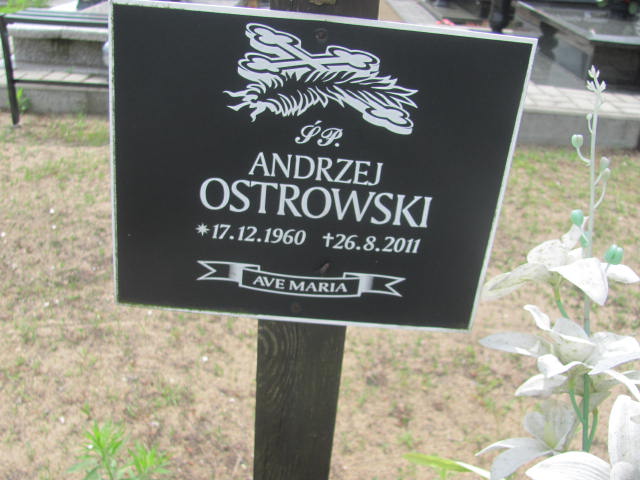 Ś.P.
ANDRZEJ
OSTROWSKI
*17.12.1960 †26.8.2011
AVE MARIA